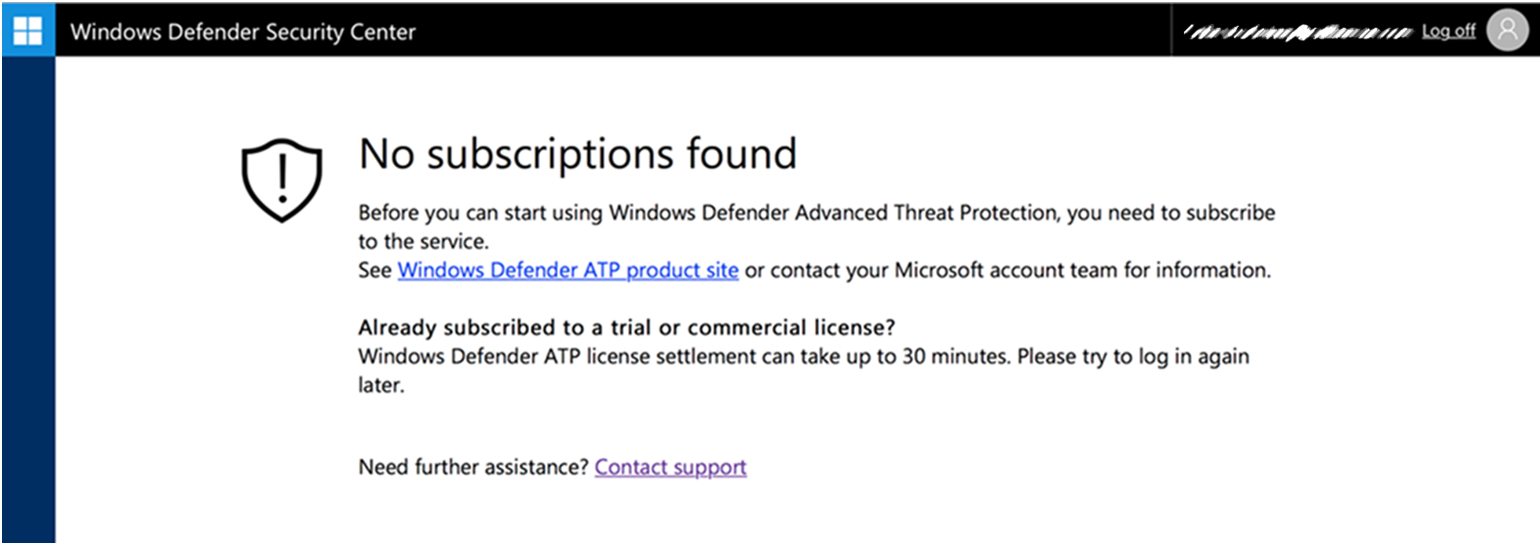 Windows Defender Security Center
Log off
No subscriptions found
Before you can start using Windows Defender Advanced Threat Protection, you need to subscribe
to the service.
See Windows Defender ATP product site or contact your Microsoft account team for information.
Already subscribed to a trial or commercial license?
Windows Defender ATP license settlement can take up to 30 minutes. Please try to log in again
later.
Need further assistance? Contact support